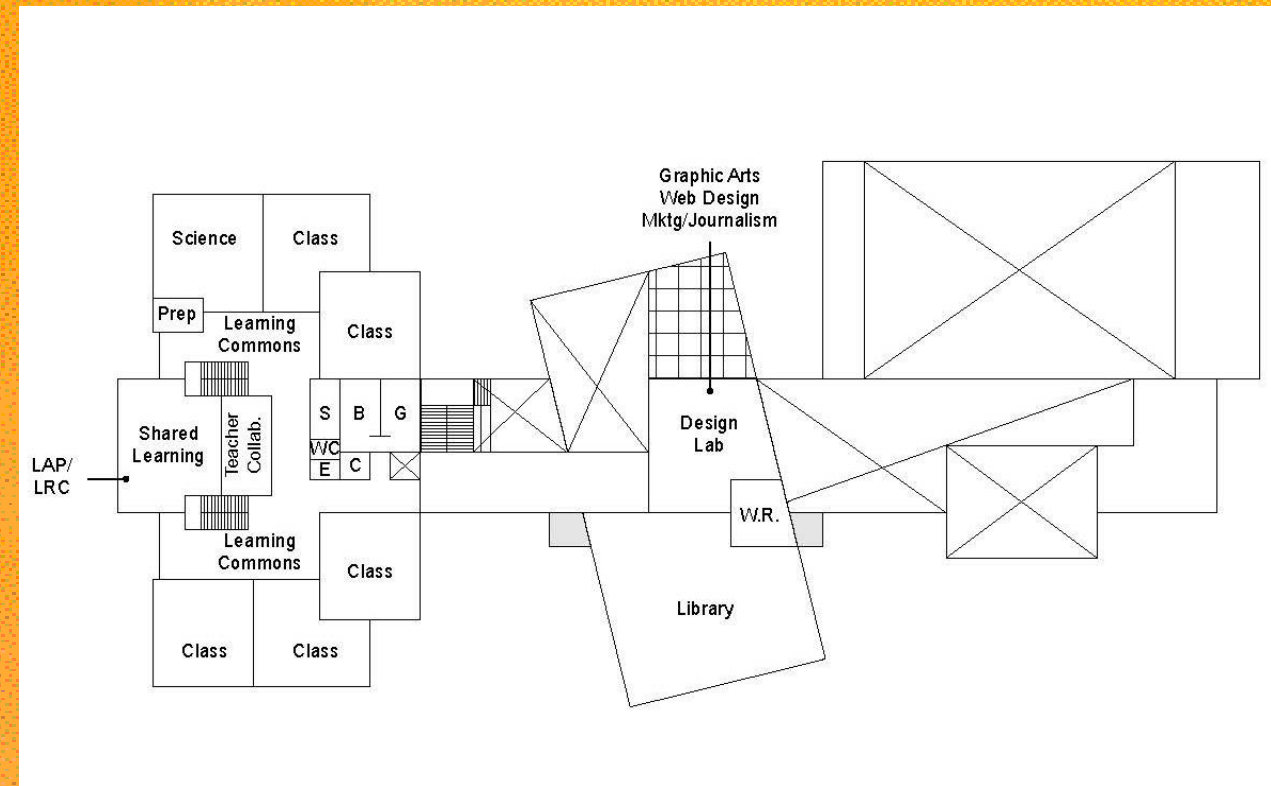 Graphic Arts
Web Design
Mktg/Journalism
Science
Class
Prep
Learning
Commons
Class
S
B
G
WC
E
C
Shared
Learning
Teacher
Collab.
LAP/
LRC
Design
Lab
W.R.
Learning
Commons
Class
Library
Class
Class